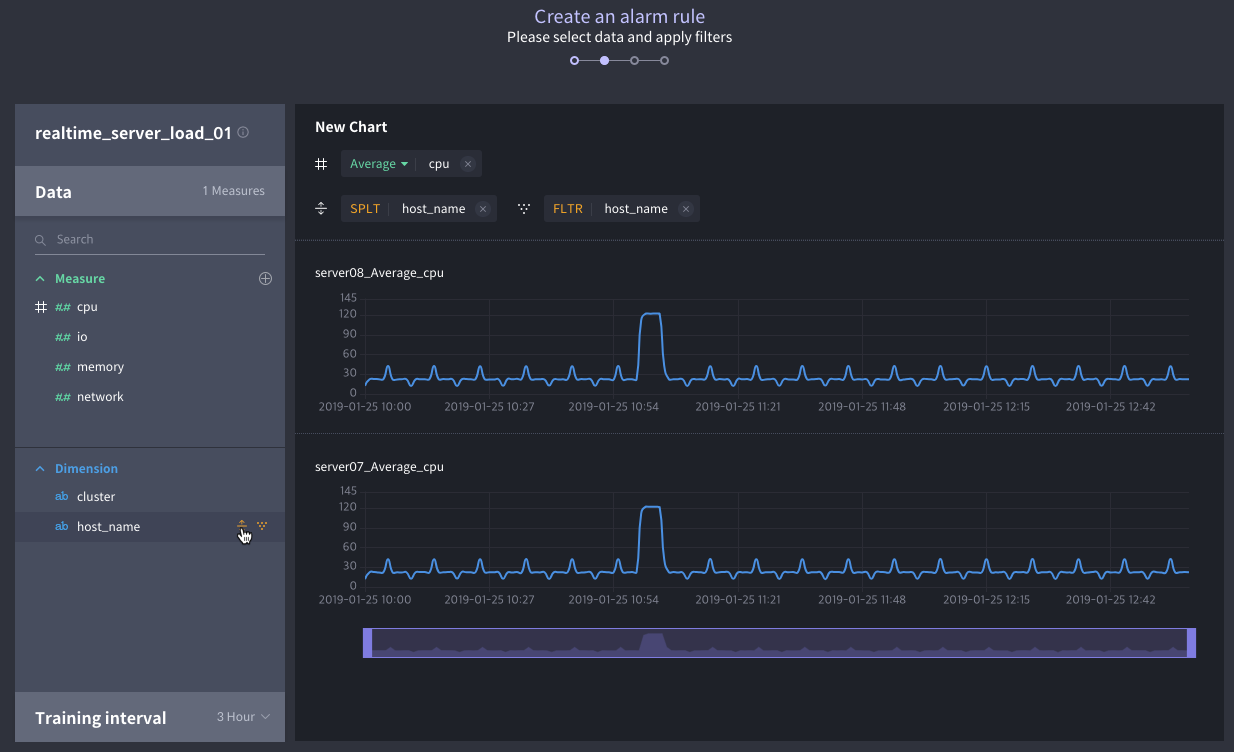 Create an alarm rule
Please select data and apply filters
realtime_server_load_01
Data 1 Measures
Search
Measure
## cpu
## io
## memory
## network
Dimension
ab cluster
ab host_name
Training interval 3 Hour
New Chart
Average cpu
SPLT host_name FLTR host_name
server08_Average_cpu
145
120
90
60
30
0
2019-01-25 10:00 2019-01-25 10:27 2019-01-25 10:54 2019-01-25 11:21 2019-01-25 11:48 2019-01-25 12:15 2019-01-25 12:42
server07_Average_cpu
145
120
90
60
30
0
2019-01-25 10:00 2019-01-25 10:27 2019-01-25 10:54 2019-01-25 11:21 2019-01-25 11:48 2019-01-25 12:15 2019-01-25 12:42